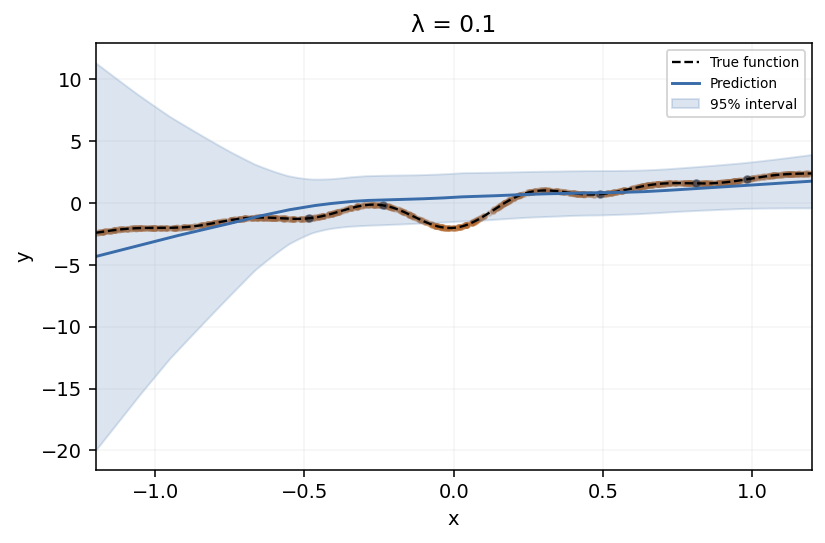 λ = 0.1
True function
Prediction
95% interval
10
5
0
−5
−10
−15
−20
y
−1.0 −0.5 0.0 0.5 1.0
x